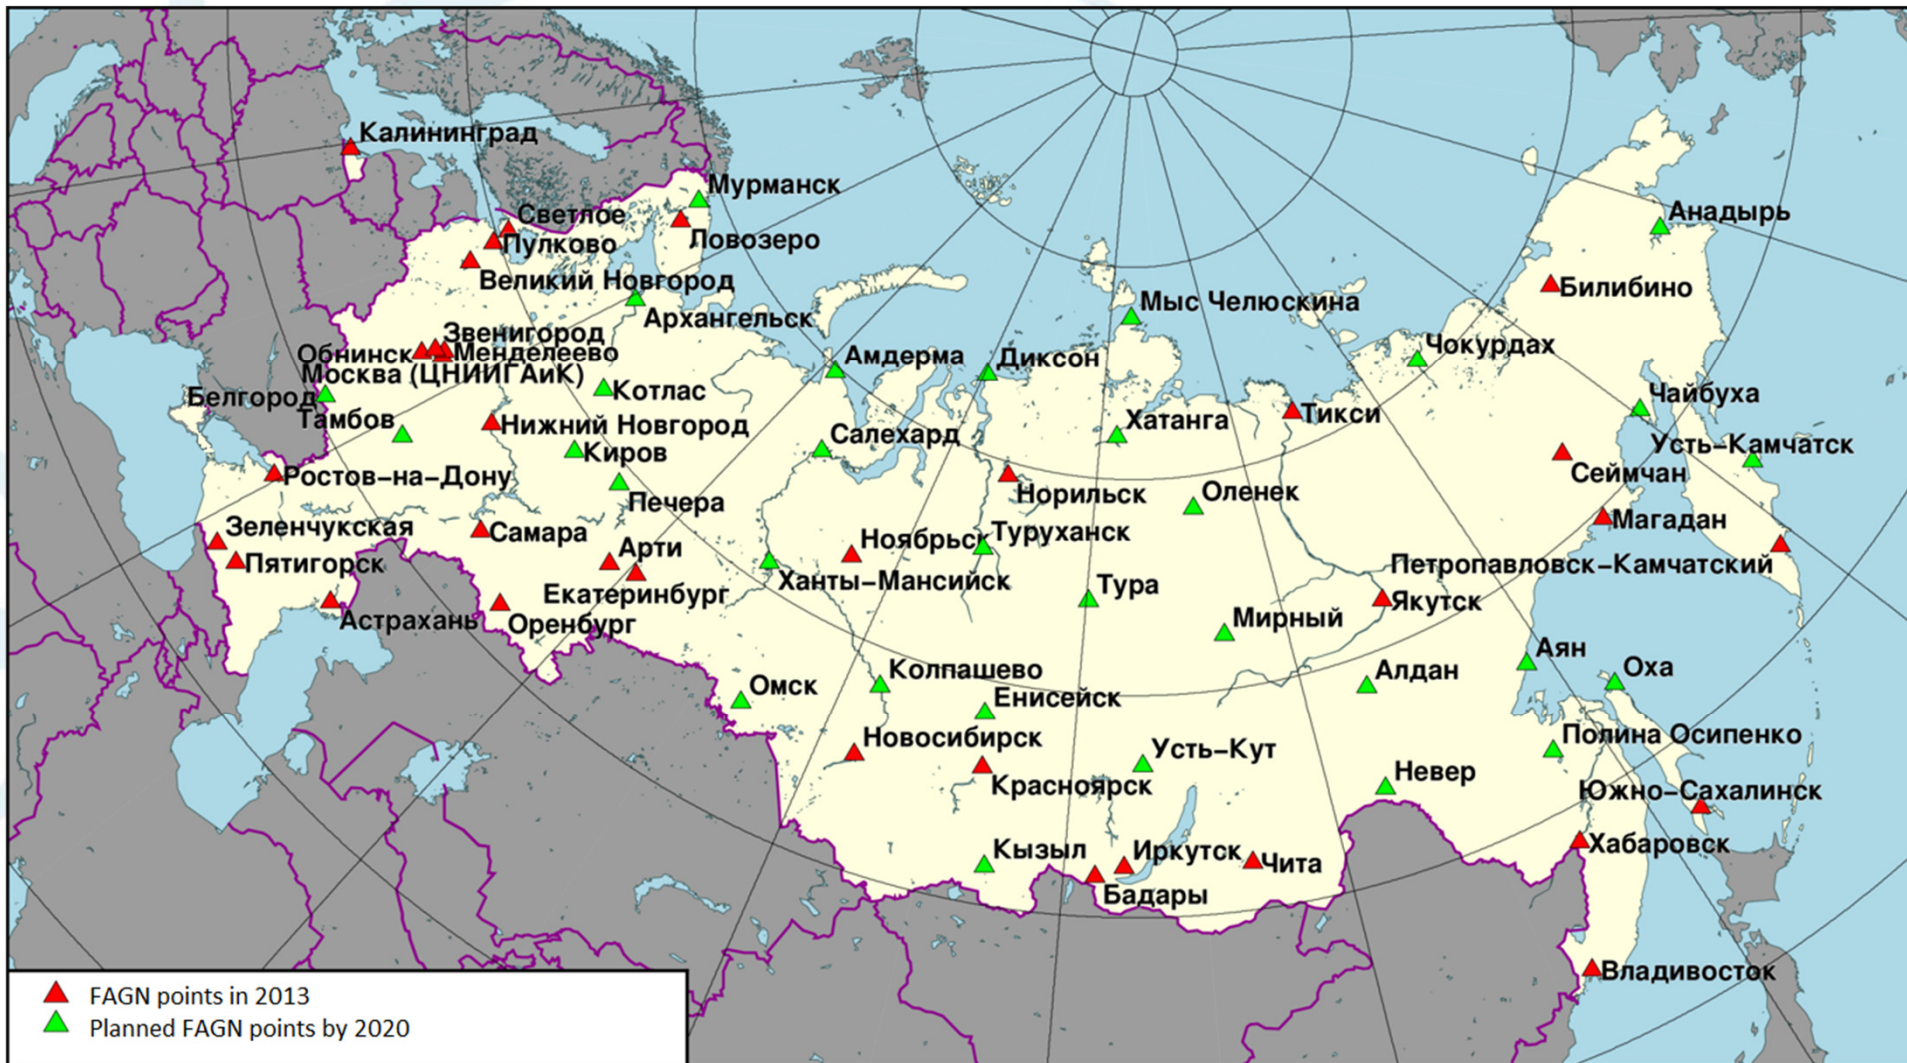 Калининград
Мурманск
Светлое
Анадырь
Пулково
Ловозеро
Великий Новгород
Билибино
Мыс Челюскина
Архангельск
Звенигород
Обнинск
Менделеево
Амдерма
Диксон
Чокурдах
Москва (ЦНИИГАиК)
Белгород
Котлас
Чайбуха
Тамбов
Нижний Новгород
Хатанга
Тикси
Салехард
Киров
Усть-Камчатск
Ростов-на-Дону
Сеймчан
Печера
Норильск
Оленек
Зеленчукская
Самара
Магадан
Ноябрьск
Туруханск
Арти
Пятигорск
Петропавловск-Камчатский
Ханты-Мансийск
Тура
Екатеринбург
Якутск
Астрахань
Оренбург
Мирный
Аян
Колпашево
Алдан
Оха
Омск
Енисейск
Новосибирск
Полина Осипенко
Усть-Кут
Невер
Красноярск
Южно-Сахалинск
Хабаровск
Кызыл
Иркутск
Чита
Бадары
Владивосток
FAGN points in 2013
Planned FAGN points by 2020